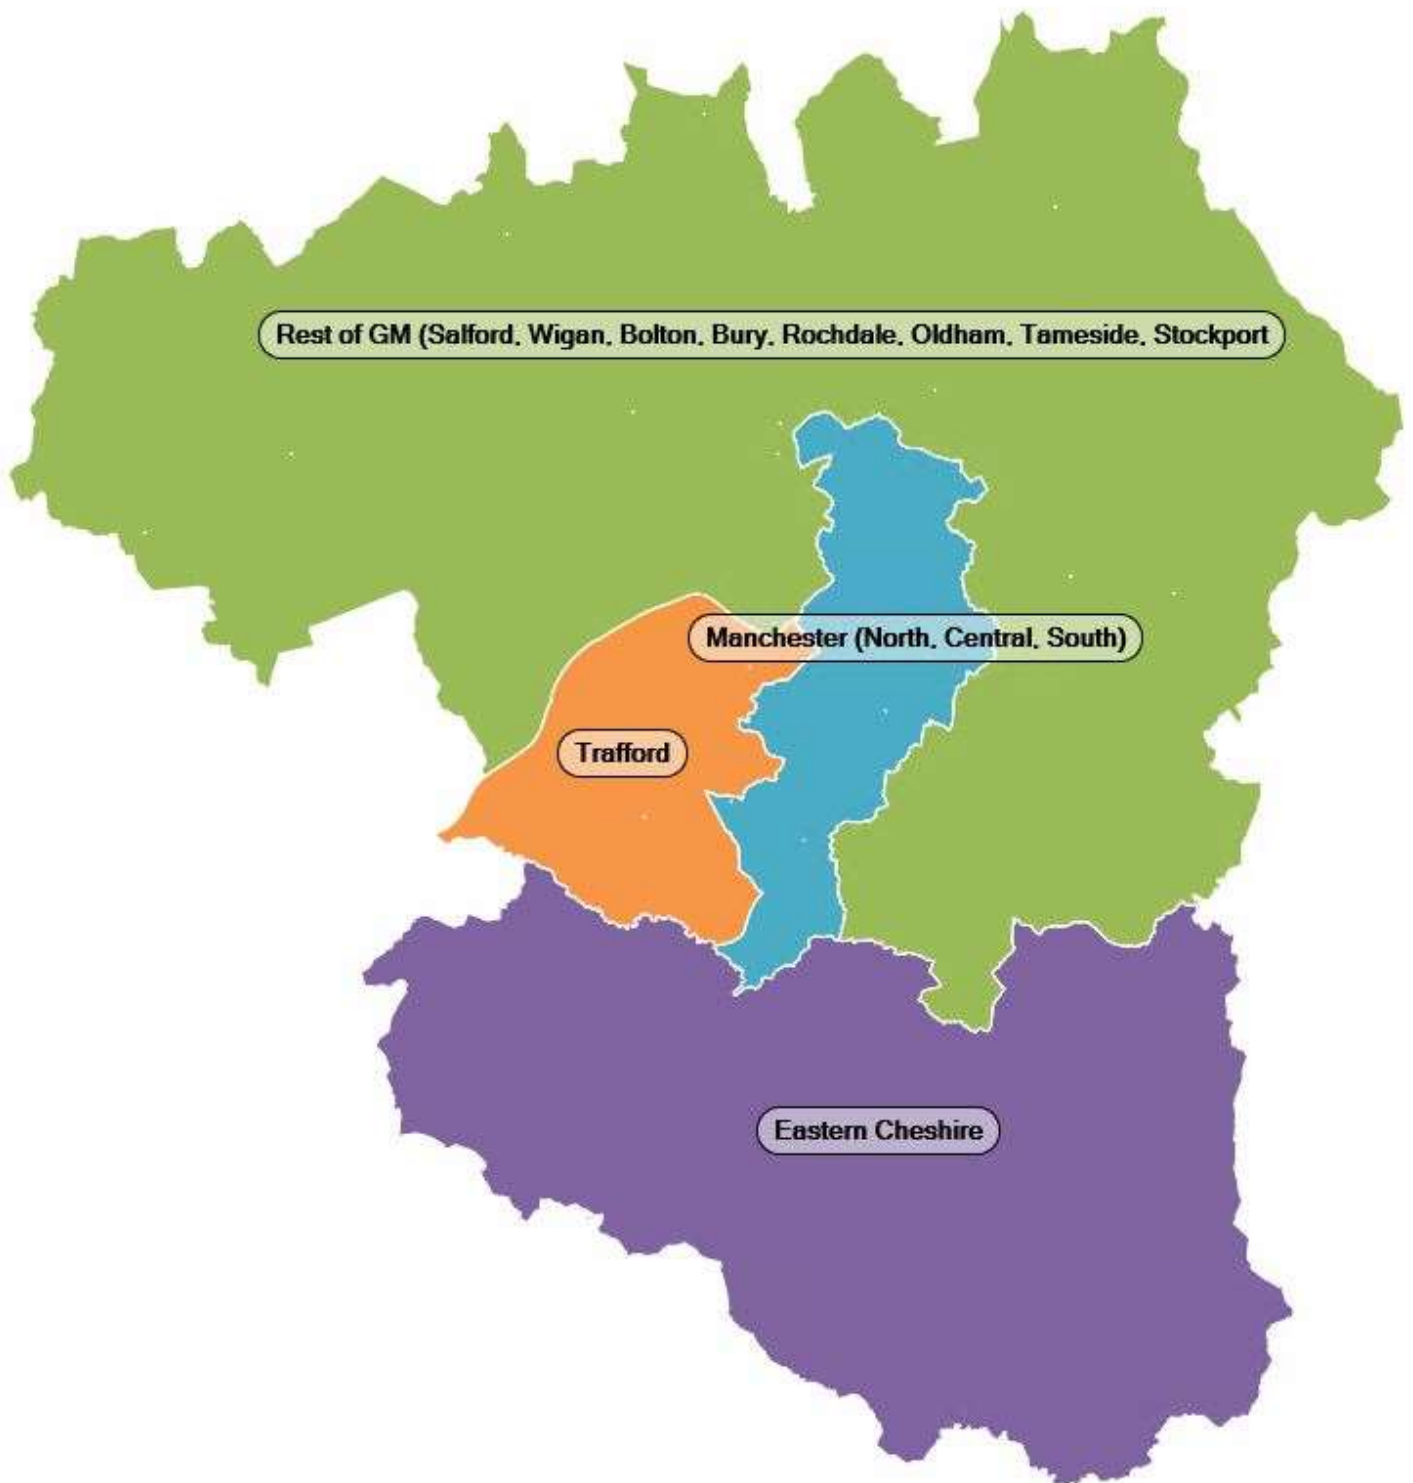 Rest of GM (Salford, Wigan, Bolton, Bury, Rochdale, Oldham, Tameside, Stockport
Manchester (North, Central, South)
Trafford
Eastern Cheshire